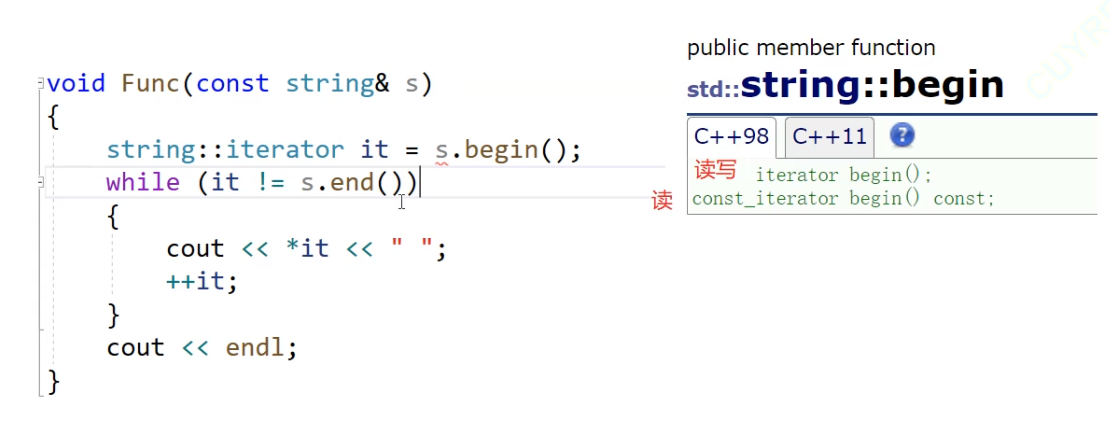 void Func(const string& s)
{
string::iterator it = s.begin();
while (it != s.end())
{
cout << *it << " ";
++it;
}
cout << endl;
}
public member function
std::string::begin
C++98 C++11 ?
读写 iterator begin();
读 const_iterator begin() const;